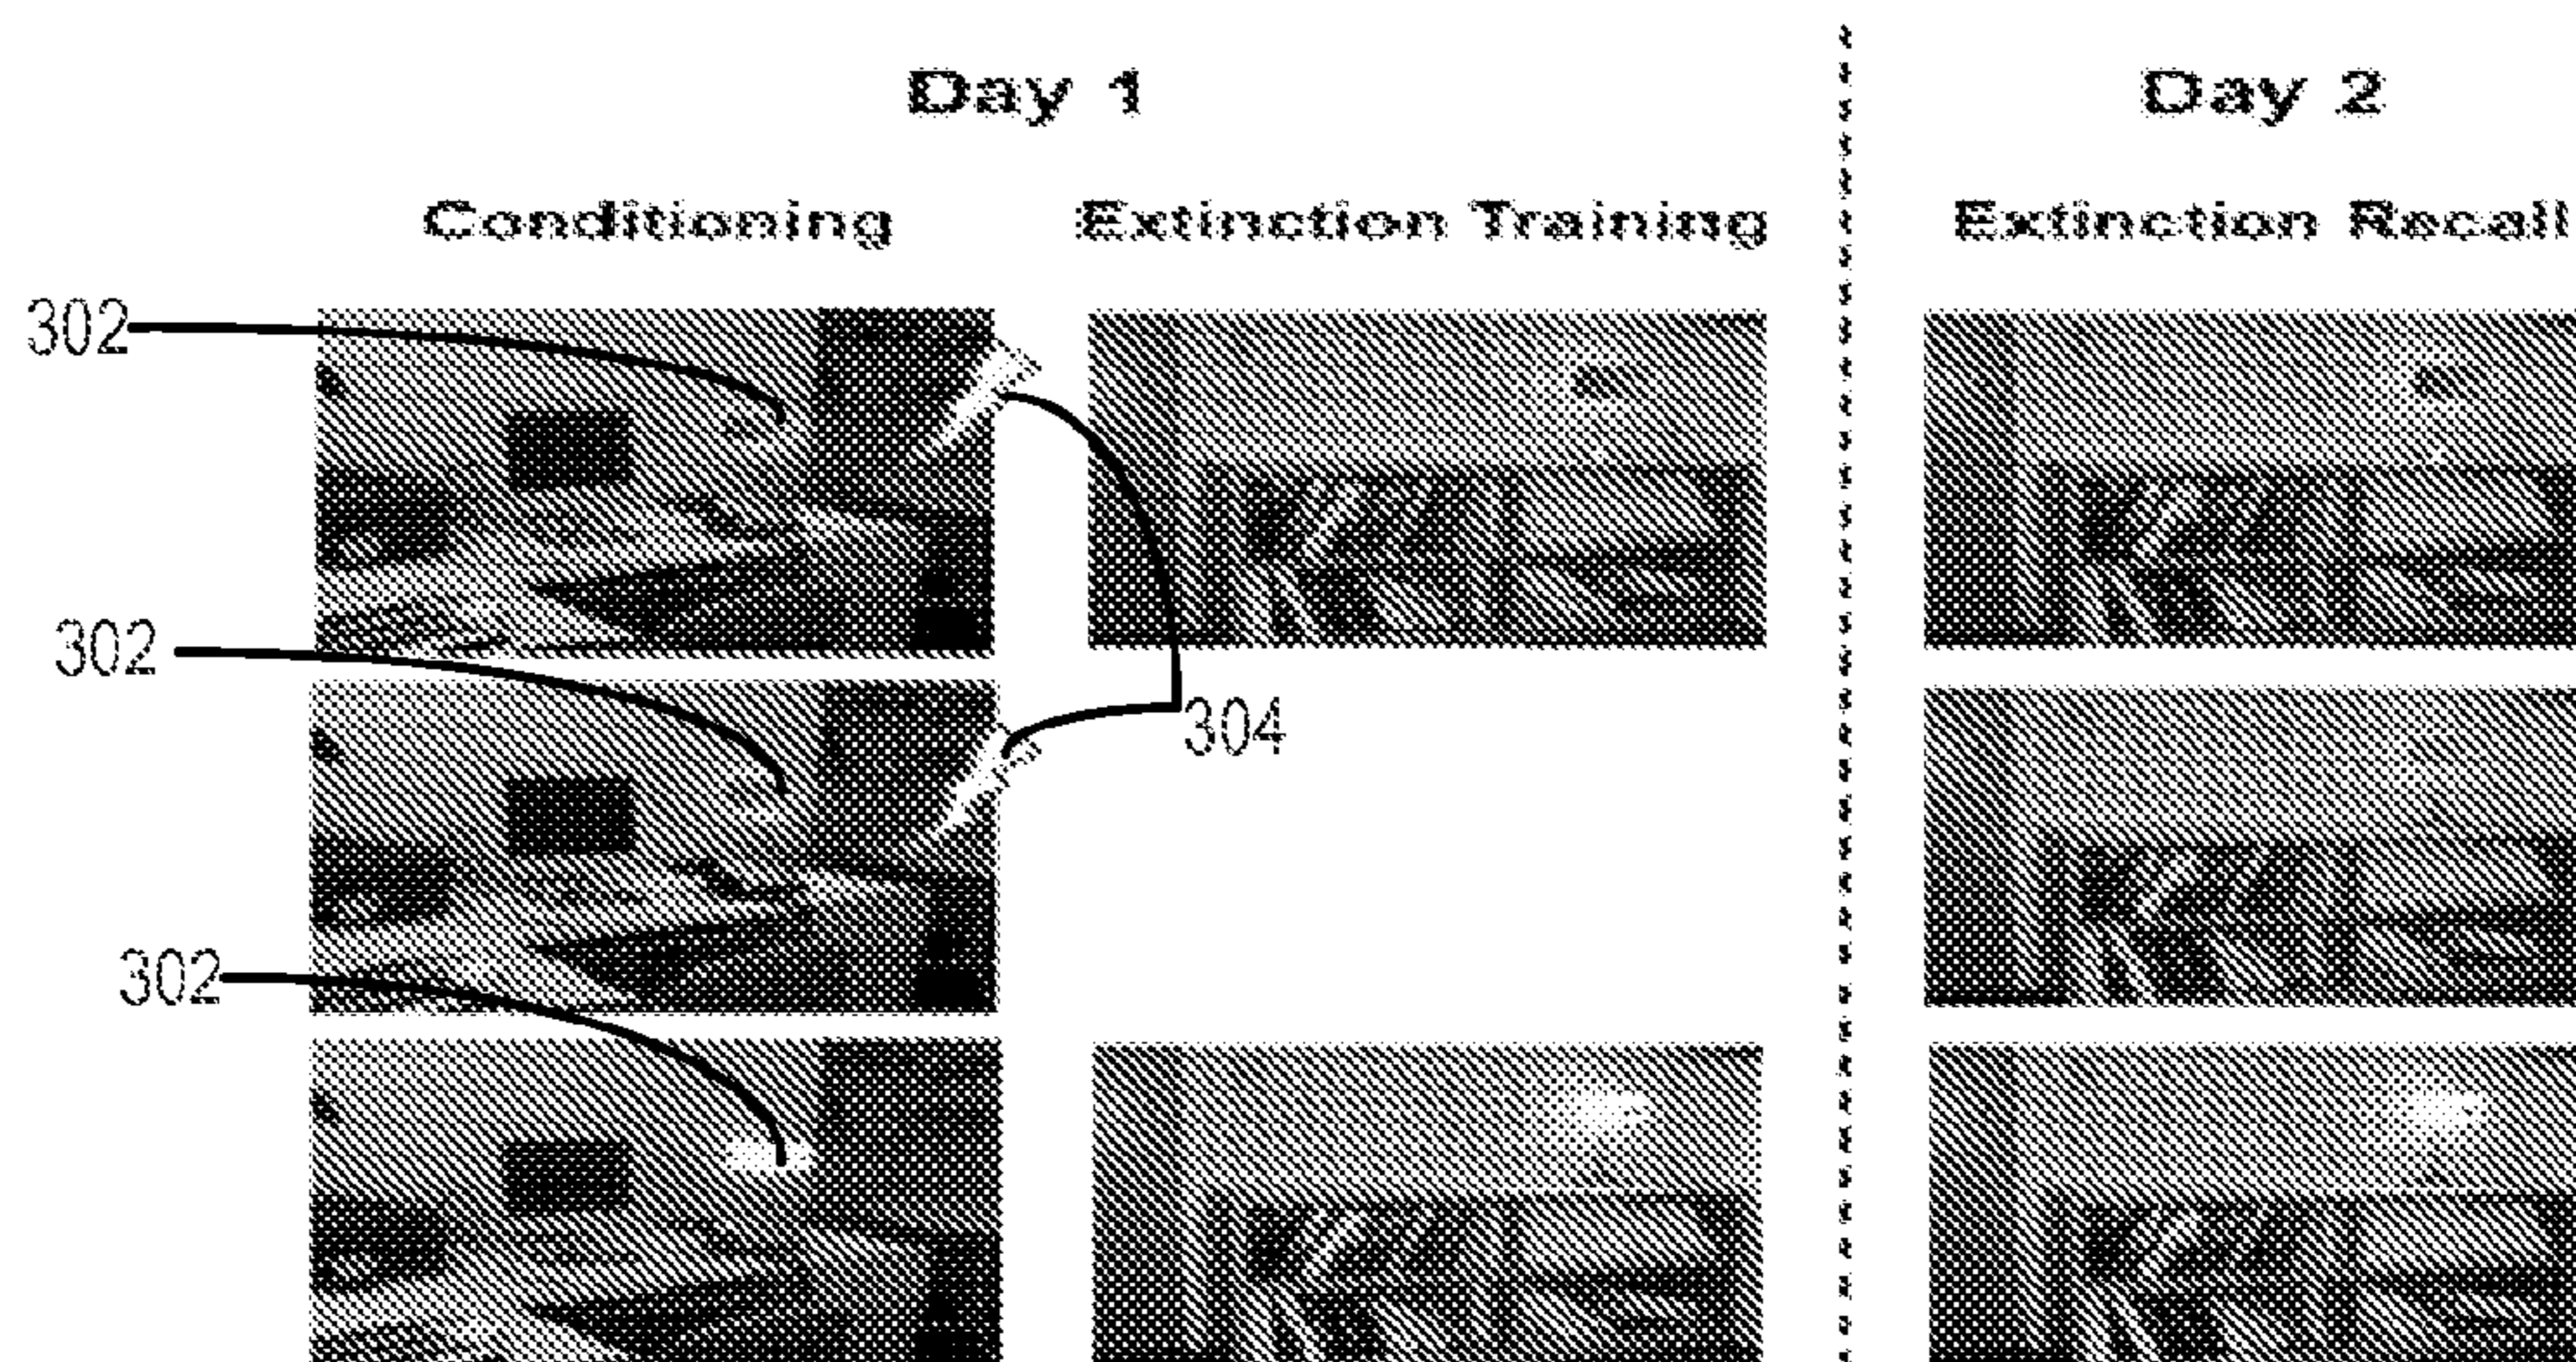 Day 1
Day 2
Conditioning
Extinction Training
Extinction Recall
302
302
304
302